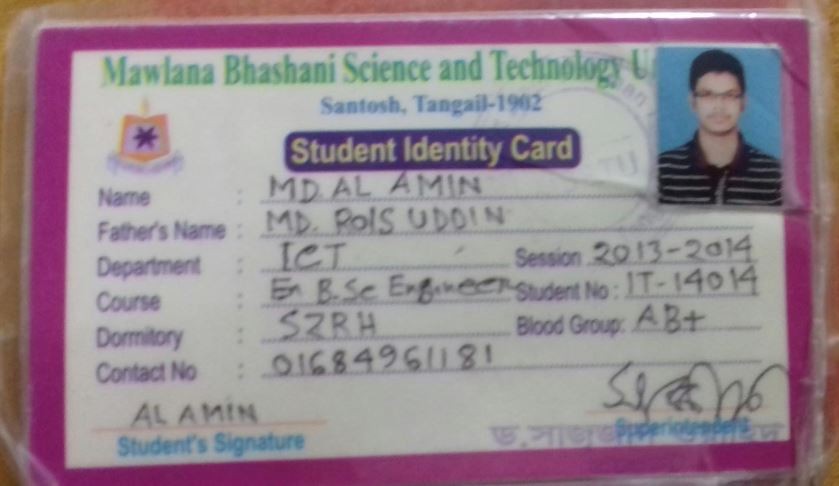 Mawlana Bhashani Science and Technology U
Santosh, Tangail-1902
Student Identity Card
Name : MD. AL AMIN
Father's Name : MD. ROIS UDDIN
Department : ICT Session 2013-2014
Course : En B.Sc Engineer Student No : IT-14014
Dormitory : SZRH Blood Group: AB+
Contact No : 01684961181
AL AMIN
Student's Signature Superintendent